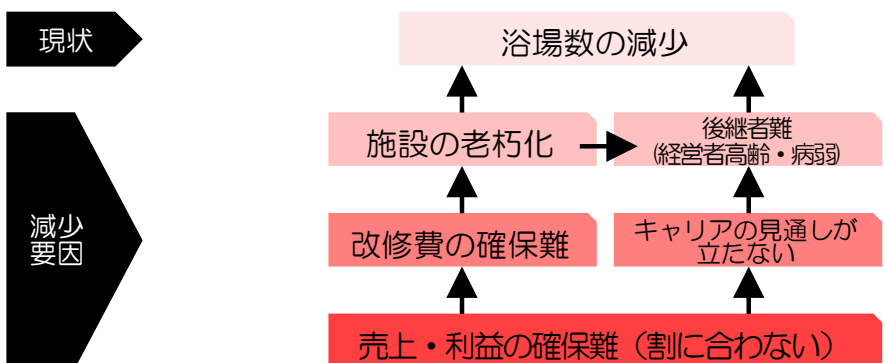 現状
浴場数の減少
施設の老朽化
後継者難
(経営者高齢・病弱)
減少
要因
改修費の確保難
キャリアの見通しが
立たない
売上・利益の確保難（割に合わない）